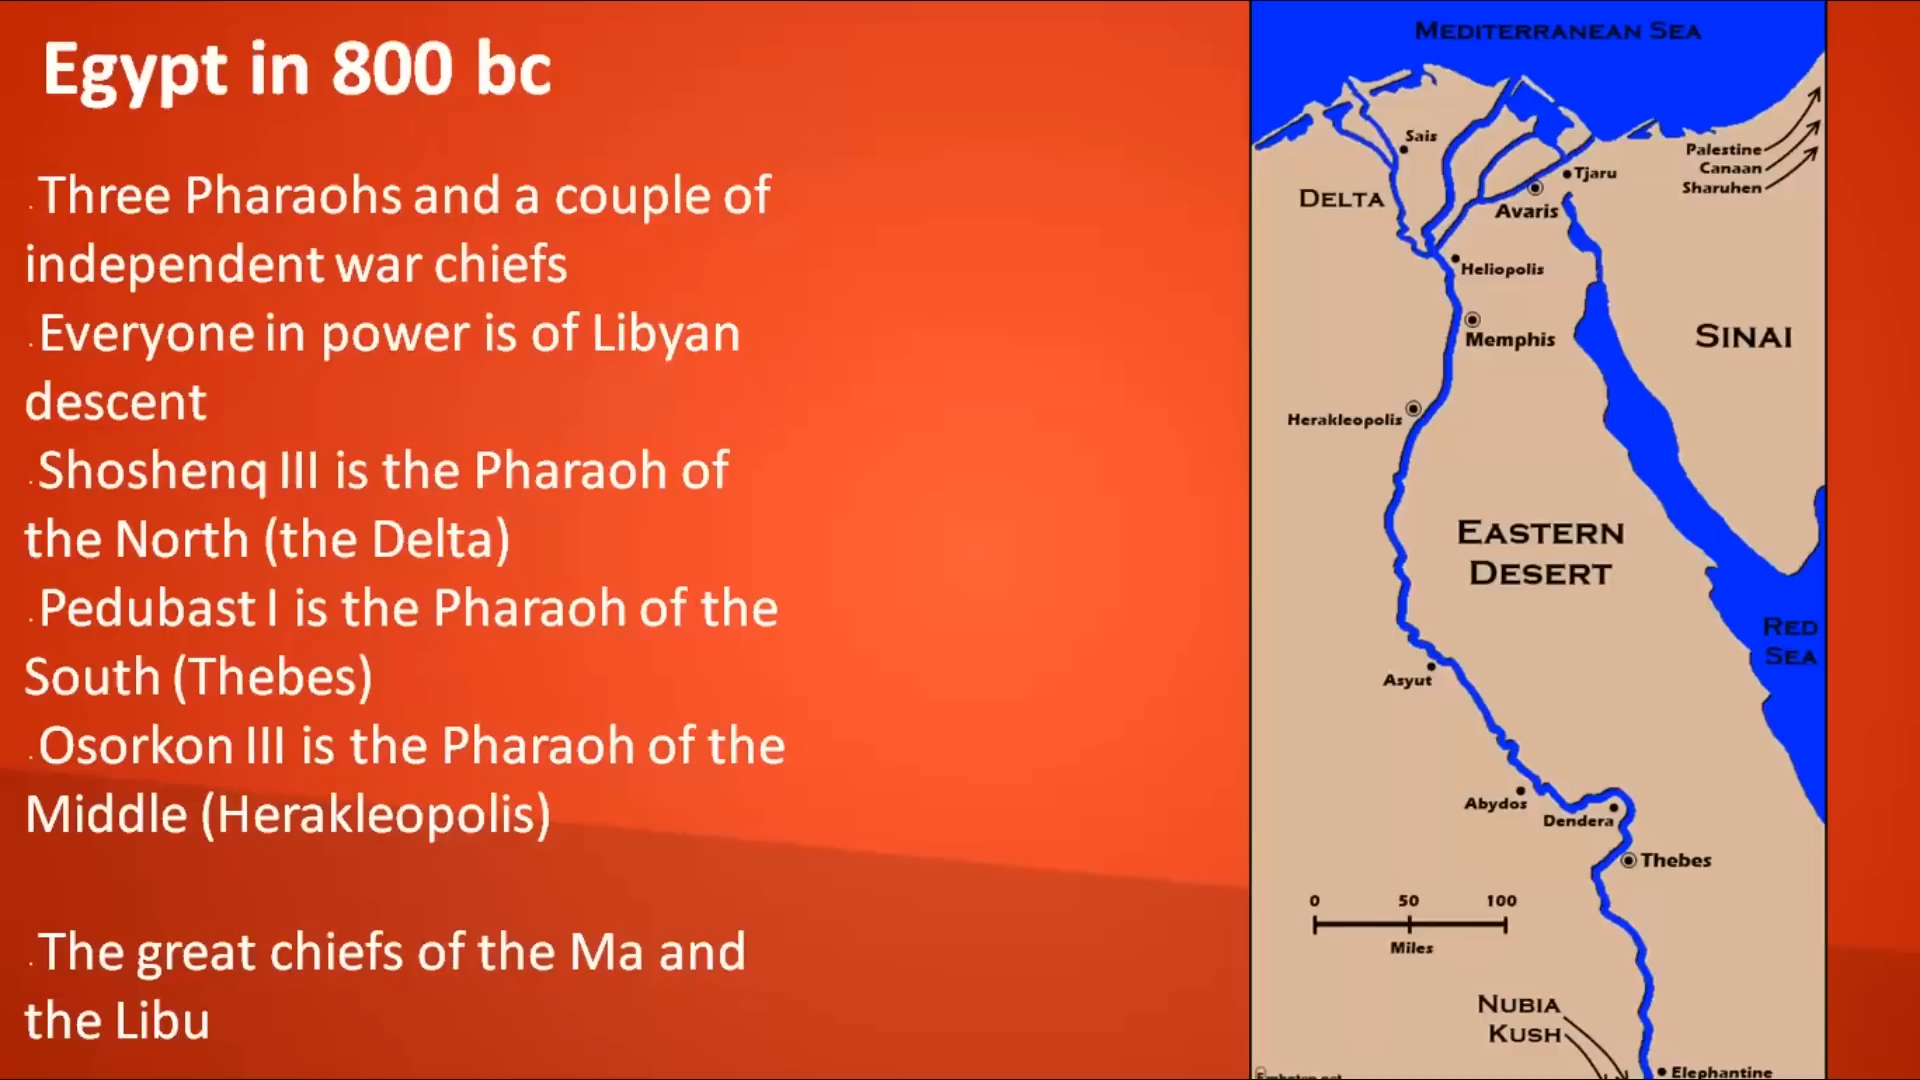 Egypt in 800 bc
Three Pharaohs and a couple of
independent war chiefs
Everyone in power is of Libyan
descent
Shoshenq III is the Pharaoh of
the North (the Delta)
Pedubast I is the Pharaoh of the
South (Thebes)
Osorkon III is the Pharaoh of the
Middle (Herakleopolis)
The great chiefs of the Ma and
the Libu
MEDITERRANEAN SEA
Sais
Palestine
Canaan
Sharuhen
Tjaru
DELTA
Avaris
Heliopolis
Memphis
SINAI
Herakleopolis
EASTERN
DESERT
RED
SEA
Asyut
Abydos
Dendera
Thebes
0 50 100
Miles
NUBIA
KUSH
Elephantine